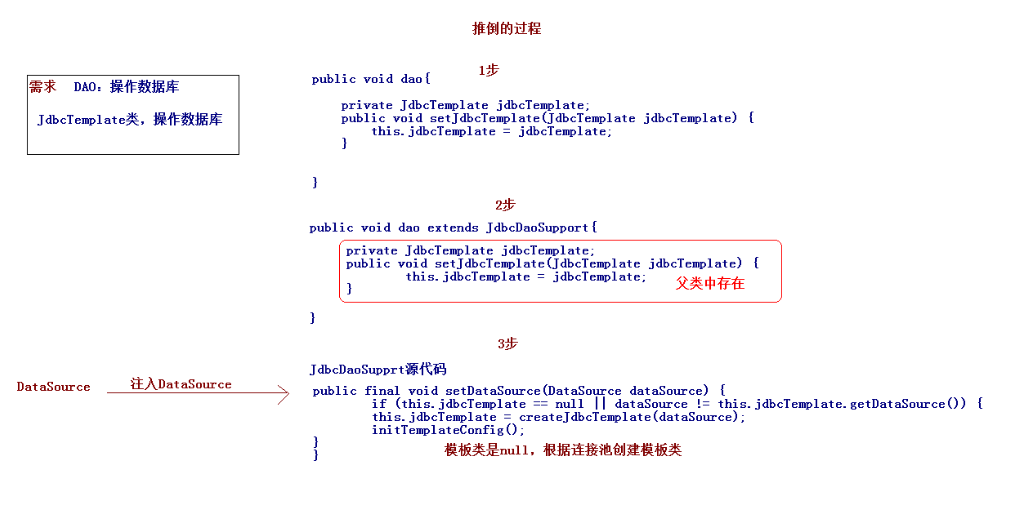 推倒的过程
需求 DAO：操作数据库
JdbcTemplate类，操作数据库
1步
public void dao{
private JdbcTemplate jdbcTemplate;
public void setJdbcTemplate(JdbcTemplate jdbcTemplate) {
this.jdbcTemplate = jdbcTemplate;
}
}
2步
public void dao extends JdbcDaoSupport{
private JdbcTemplate jdbcTemplate;
public void setJdbcTemplate(JdbcTemplate jdbcTemplate) {
this.jdbcTemplate = jdbcTemplate;
}
父类中存在
}
3步
DataSource
注入DataSource
JdbcDaoSupprt源代码
public final void setDataSource(DataSource dataSource) {
if (this.jdbcTemplate == null || dataSource != this.jdbcTemplate.getDataSource()) {
this.jdbcTemplate = createJdbcTemplate(dataSource);
initTemplateConfig();
}
}
模板类是null，根据连接池创建模板类